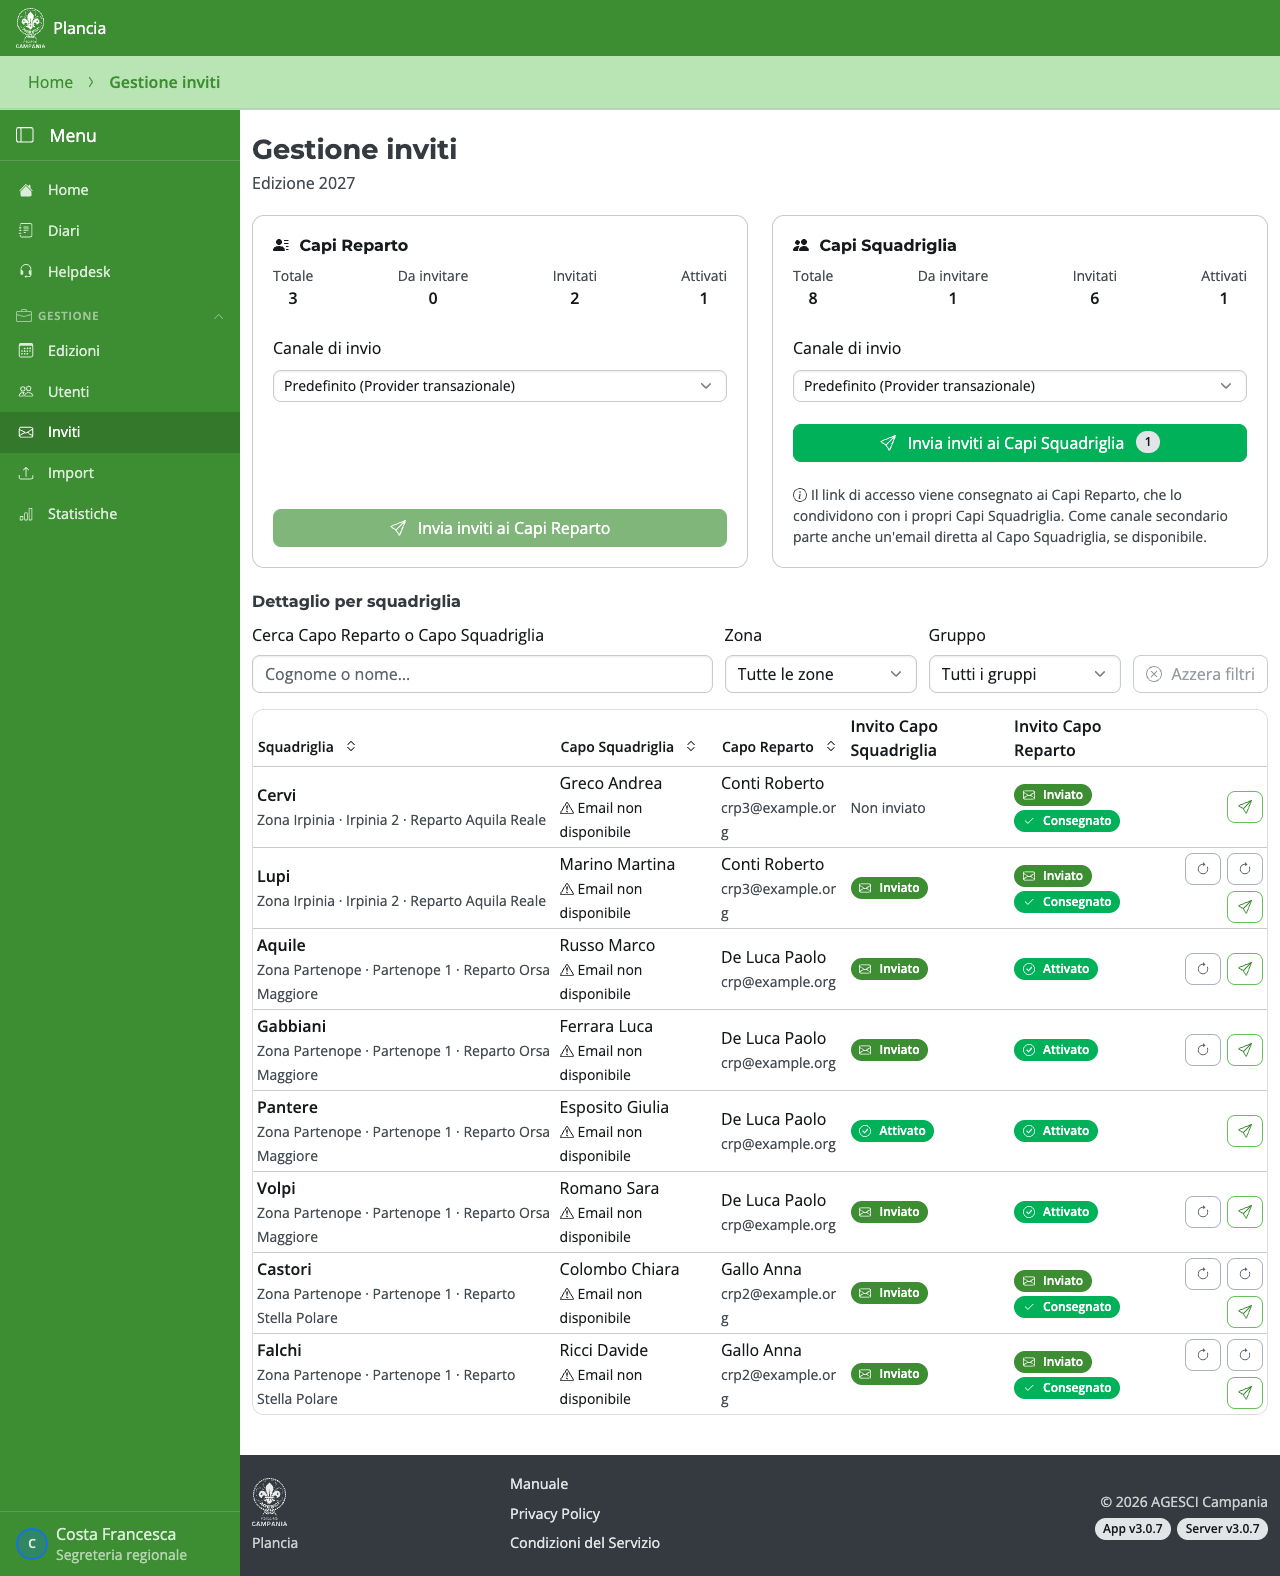 CAMPANIA
Plancia
Home
Gestione inviti
Menu
Home
Diari
Helpdesk
GESTIONE
Edizioni
Utenti
Inviti
Import
Statistiche
Costa Francesca
C
Segreteria regionale
Gestione inviti
Edizione 2027
Capi Reparto
Totale Da invitare Invitati Attivati
3 0 2 1
Canale di invio
Predefinito (Provider transazionale)
Invia inviti ai Capi Reparto
Capi Squadriglia
Totale Da invitare Invitati Attivati
8 1 6 1
Canale di invio
Predefinito (Provider transazionale)
Invia inviti ai Capi Squadriglia 1
Il link di accesso viene consegnato ai Capi Reparto, che lo
condividono con i propri Capi Squadriglia. Come canale secondario
parte anche un'email diretta al Capo Squadriglia, se disponibile.
Dettaglio per squadriglia
Cerca Capo Reparto o Capo Squadriglia
Cognome o nome...
Zona
Tutte le zone
Gruppo
Tutti i gruppi
Azzera filtri
Squadriglia
Capo Squadriglia
Capo Reparto
Invito Capo
Squadriglia
Invito Capo
Reparto
Cervi
Zona Irpinia · Irpinia 2 · Reparto Aquila Reale
Greco Andrea
Email non
disponibile
Conti Roberto
crp3@example.or
g
Non inviato
Inviato
Consegnato
Lupi
Zona Irpinia · Irpinia 2 · Reparto Aquila Reale
Marino Martina
Email non
disponibile
Conti Roberto
crp3@example.or
g
Inviato
Inviato
Consegnato
Aquile
Zona Partenope · Partenope 1 · Reparto Orsa
Maggiore
Russo Marco
Email non
disponibile
De Luca Paolo
crp@example.org
Inviato
Attivato
Gabbiani
Zona Partenope · Partenope 1 · Reparto Orsa
Maggiore
Ferrara Luca
Email non
disponibile
De Luca Paolo
crp@example.org
Inviato
Attivato
Pantere
Zona Partenope · Partenope 1 · Reparto Orsa
Maggiore
Esposito Giulia
Email non
disponibile
De Luca Paolo
crp@example.org
Attivato
Attivato
Volpi
Zona Partenope · Partenope 1 · Reparto Orsa
Maggiore
Romano Sara
Email non
disponibile
De Luca Paolo
crp@example.org
Inviato
Attivato
Castori
Zona Partenope · Partenope 1 · Reparto
Stella Polare
Colombo Chiara
Email non
disponibile
Gallo Anna
crp2@example.or
g
Inviato
Inviato
Consegnato
Falchi
Zona Partenope · Partenope 1 · Reparto
Stella Polare
Ricci Davide
Email non
disponibile
Gallo Anna
crp2@example.or
g
Inviato
Inviato
Consegnato
CAMPANIA
Plancia
Manuale
Privacy Policy
Condizioni del Servizio
© 2026 AGESCI Campania
App v3.0.7 Server v3.0.7